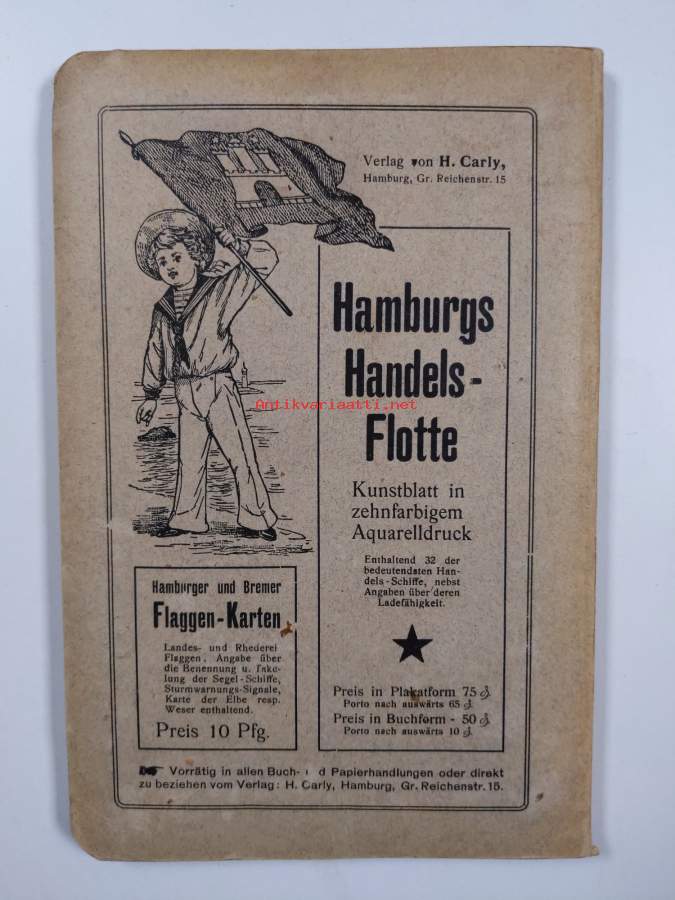 Verlag von H. Carly,
Hamburg, Gr. Reichenstr. 15
Hamburgs
Handels-
Flotte
Kunstblatt in
zehnfarbigem
Aquarelldruck
Enthaltend 32 der
bedeutendsten Han-
dels-Schiffe, nebst
Angaben über deren
Ladefähigkeit.
Preis in Plakatform 75 ₰
Porto nach auswärts 65 ₰
Preis in Buchform - 50 ₰
Porto nach auswärts 10 ₰
Hamburger und Bremer
Flaggen-Karten
Landes- und Rhederei
Flaggen, Angabe über
die Benennung u. Take-
lung der Segel-Schiffe,
Sturmwarnungs-Signale,
Karte der Elbe resp.
Weser enthaltend.
Preis 10 Pfg.
Vorrätig in allen Buch- und Papierhandlungen oder direkt
zu beziehen vom Verlag: H. Carly, Hamburg, Gr. Reichenstr. 15.
Antikvariaatti.net